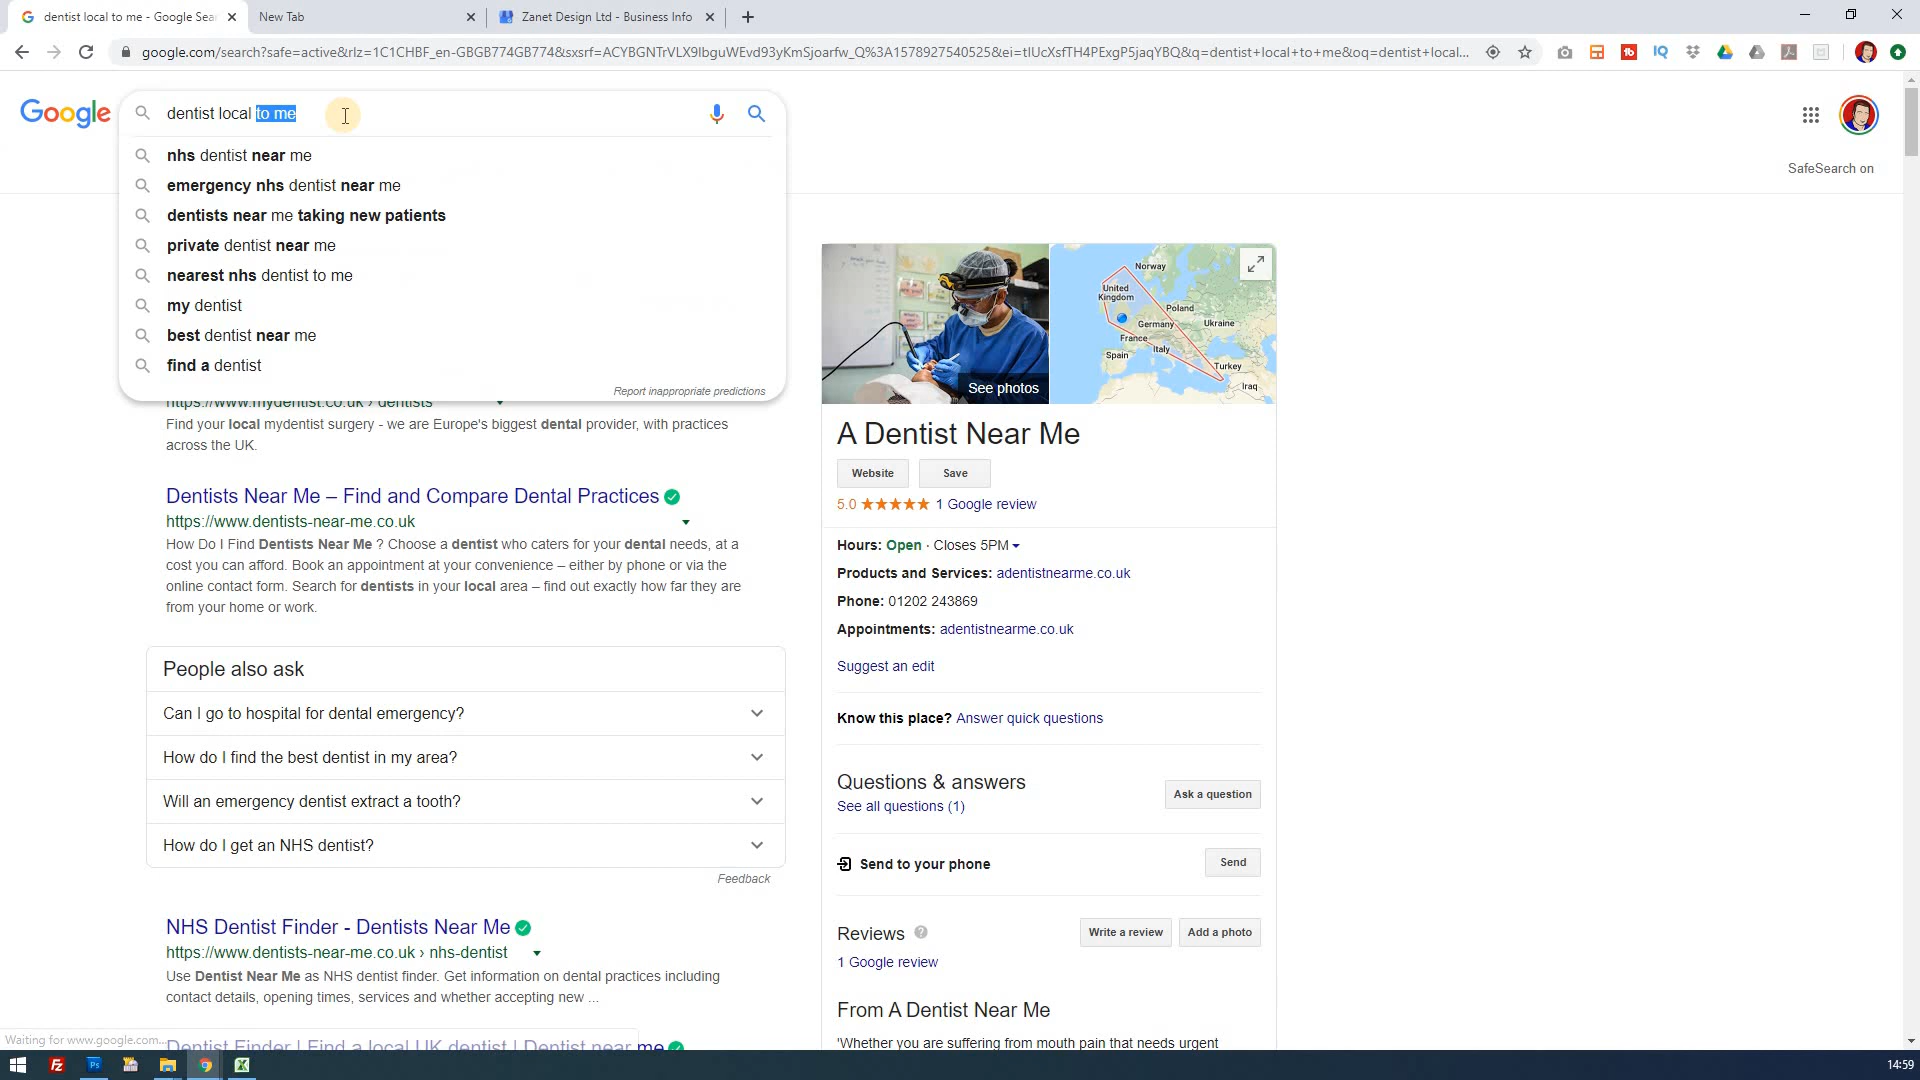 dentist local to me - Google Sear
New Tab
Zanet Design Ltd - Business Info
google.com/search?safe=active&rlz=1C1CHBF_en-GBGB774GB774&sxsrf=ACYBGNTrVLX9IbguWEvd93yKmSjoarfw_Q%3A1578927540525&ei=tIUcXsfTH4PExgP5jaqYBQ&q=dentist+local+to+me&oq=dentist+local...
Google
dentist local to me
SafeSearch on
nhs dentist near me
emergency nhs dentist near me
dentists near me taking new patients
private dentist near me
nearest nhs dentist to me
my dentist
best dentist near me
find a dentist
Report inappropriate predictions
https://www.mydentist.co.uk › dentists
Find your local mydentist surgery - we are Europe's biggest dental provider, with practices
across the UK.
Dentists Near Me – Find and Compare Dental Practices
https://www.dentists-near-me.co.uk
How Do I Find Dentists Near Me ? Choose a dentist who caters for your dental needs, at a
cost you can afford. Book an appointment at your convenience – either by phone or via the
online contact form. Search for dentists in your local area – find out exactly how far they are
from your home or work.
People also ask
Can I go to hospital for dental emergency?
How do I find the best dentist in my area?
Will an emergency dentist extract a tooth?
How do I get an NHS dentist?
Feedback
NHS Dentist Finder - Dentists Near Me
https://www.dentists-near-me.co.uk › nhs-dentist
Use Dentist Near Me as NHS dentist finder. Get information on dental practices including
contact details, opening times, services and whether accepting new ...
Dentist Finder | Find a local UK dentist | Dentist near me
Waiting for www.google.com...
See photos
Norway
United
Kingdom
Poland
Germany
Ukraine
France
Italy
Spain
Turkey
Iraq
A Dentist Near Me
Website
Save
5.0 ★★★★★ 1 Google review
Hours: Open · Closes 5PM
Products and Services: adentistnearme.co.uk
Phone: 01202 243869
Appointments: adentistnearme.co.uk
Suggest an edit
Know this place? Answer quick questions
Questions & answers
See all questions (1)
Ask a question
Send to your phone
Send
Reviews
Write a review
Add a photo
1 Google review
From A Dentist Near Me
'Whether you are suffering from mouth pain that needs urgent
14:59